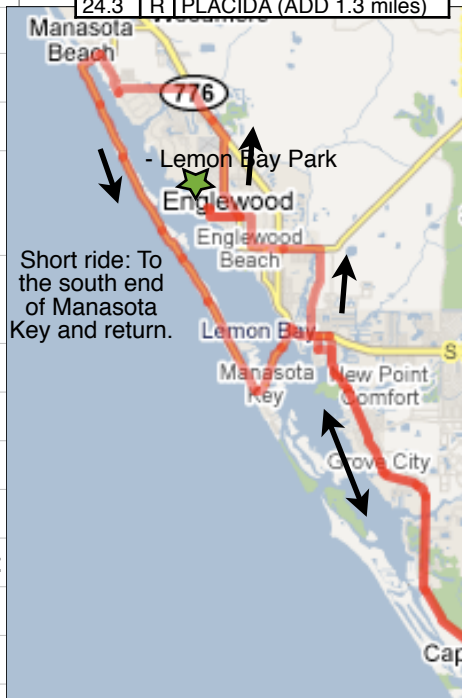 24.3 R PLACIDA (ADD 1.3 miles)
Manasota
Beach
776
- Lemon Bay Park
Englewood
Englewood
Beach
Short ride: To
the south end
of Manasota
Key and return.
Lemon Bay
S
Manasota
Key
New Point
Comfort
Grove City
Cap